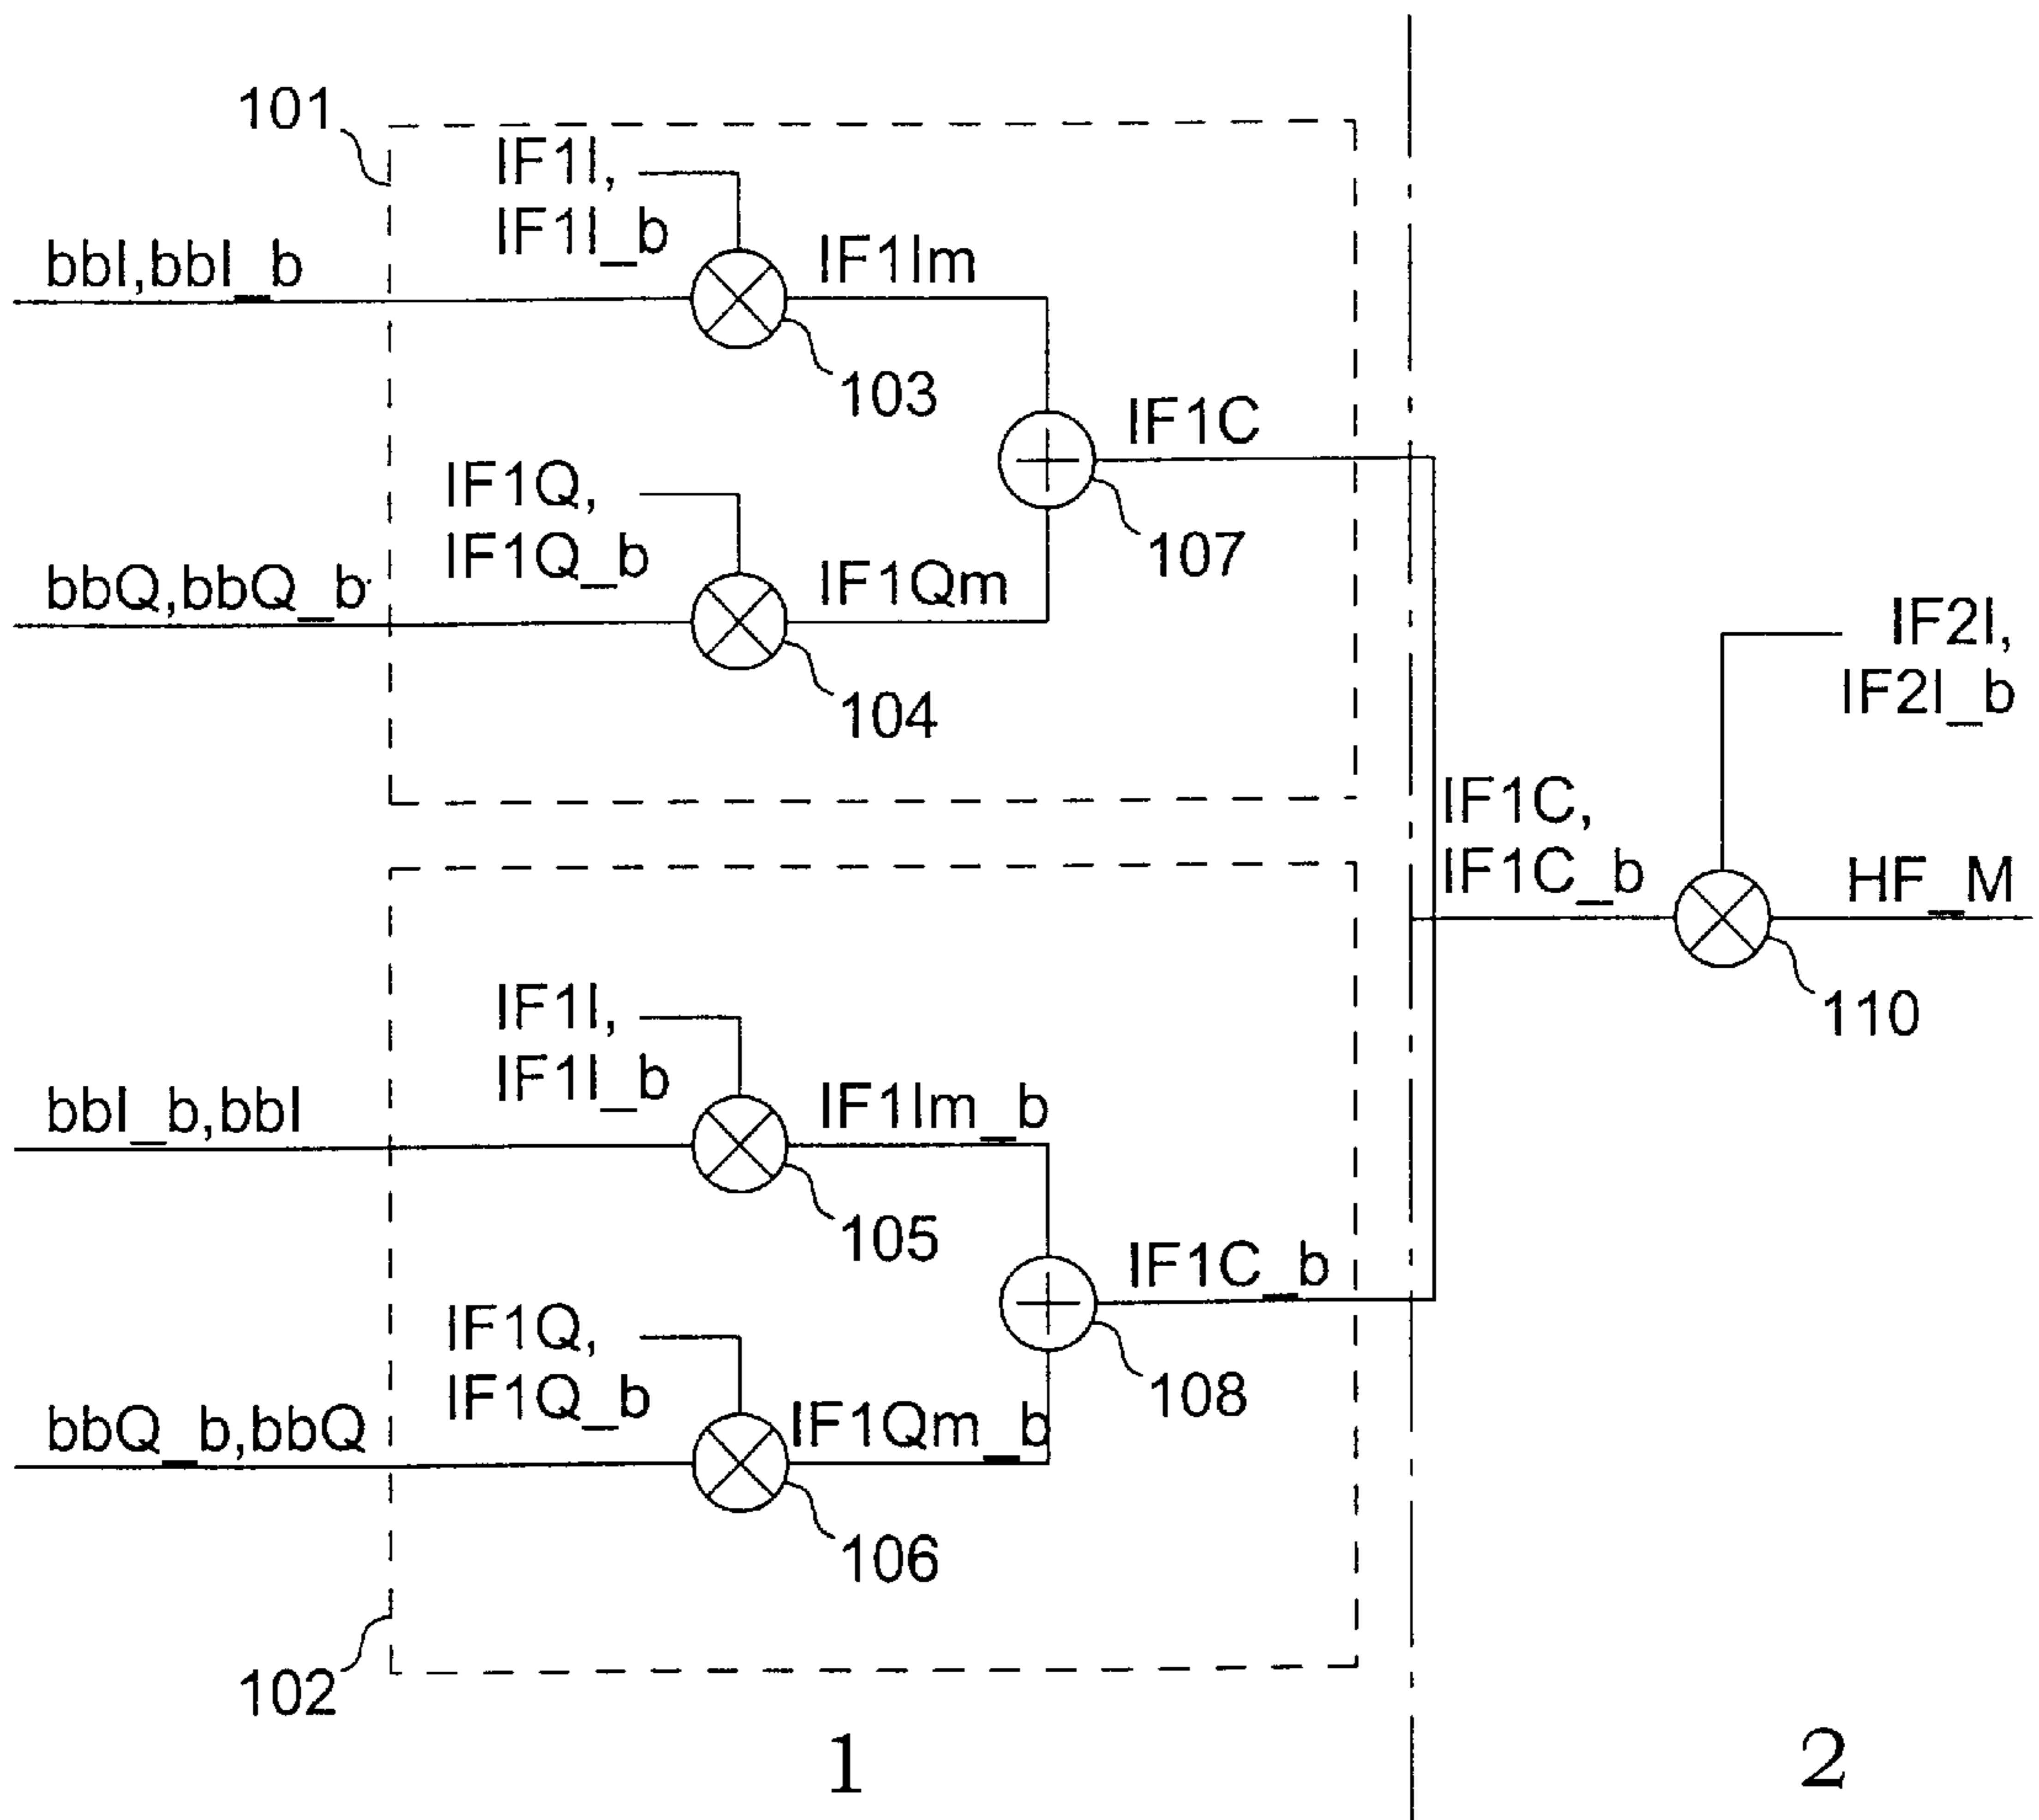 101
IF1I,
IF1I_b
bbI,bbI_b
IF1Im
103
IF1C
IF1Q,
IF1Q_b
107
bbQ,bbQ_b
IF1Qm
104
IF2I,
IF2I_b
IF1C,
IF1C_b
HF_M
110
IF1I,
IF1I_b
bbI_b,bbI
IF1Im_b
105
IF1C_b
IF1Q,
IF1Q_b
108
bbQ_b,bbQ
IF1Qm_b
106
102
1
2